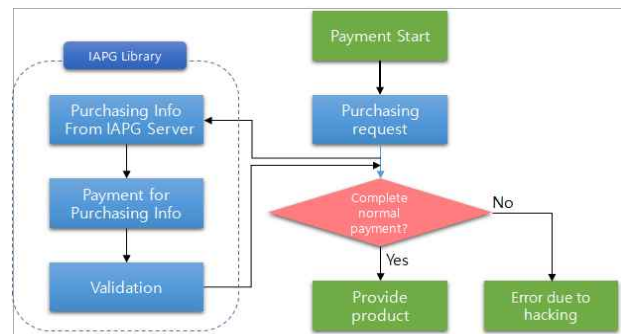 Payment Start
IAPG Library
Purchasing Info
From IAPG Server
Purchasing
request
Payment for
Purchasing Info
Complete
normal
payment?
No
Yes
Validation
Provide
product
Error due to
hacking